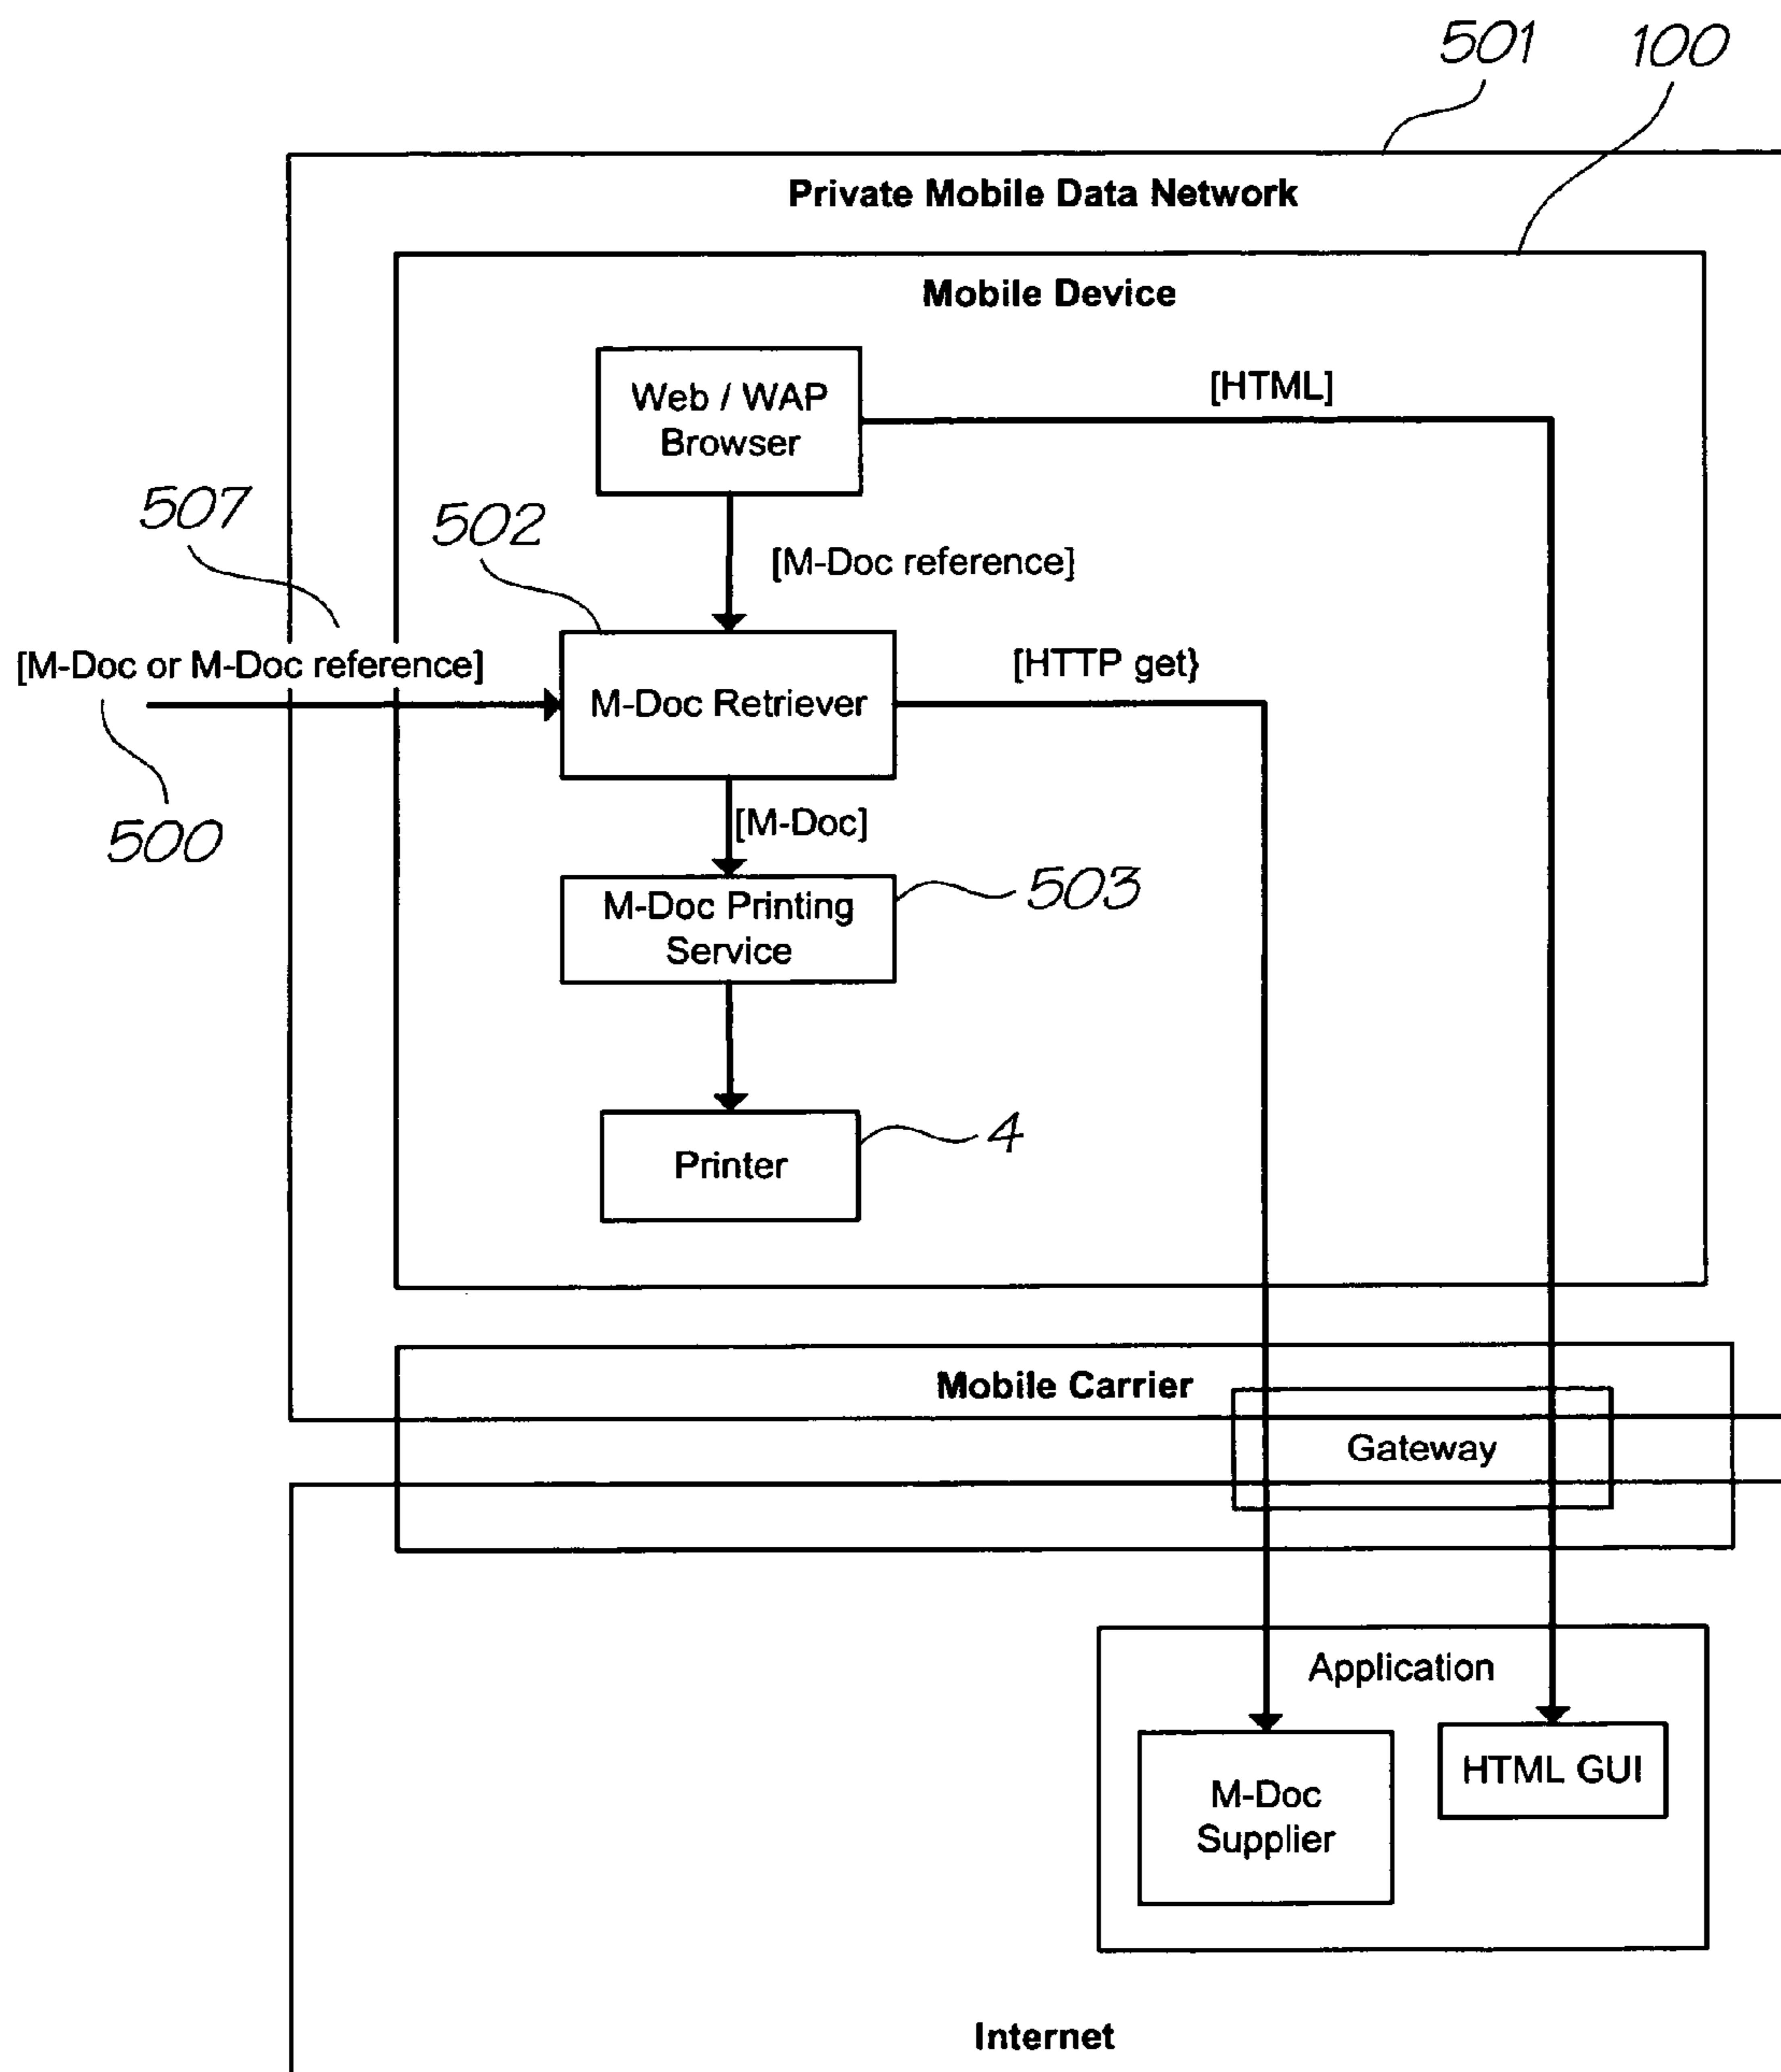 501
100
Private Mobile Data Network
Mobile Device
Web / WAP
Browser
[HTML]
507
502
[M-Doc reference]
[M-Doc or M-Doc reference]
M-Doc Retriever
[HTTP get}
500
[M-Doc]
M-Doc Printing
Service
503
Printer
4
Mobile Carrier
Gateway
Application
M-Doc
Supplier
HTML GUI
Internet